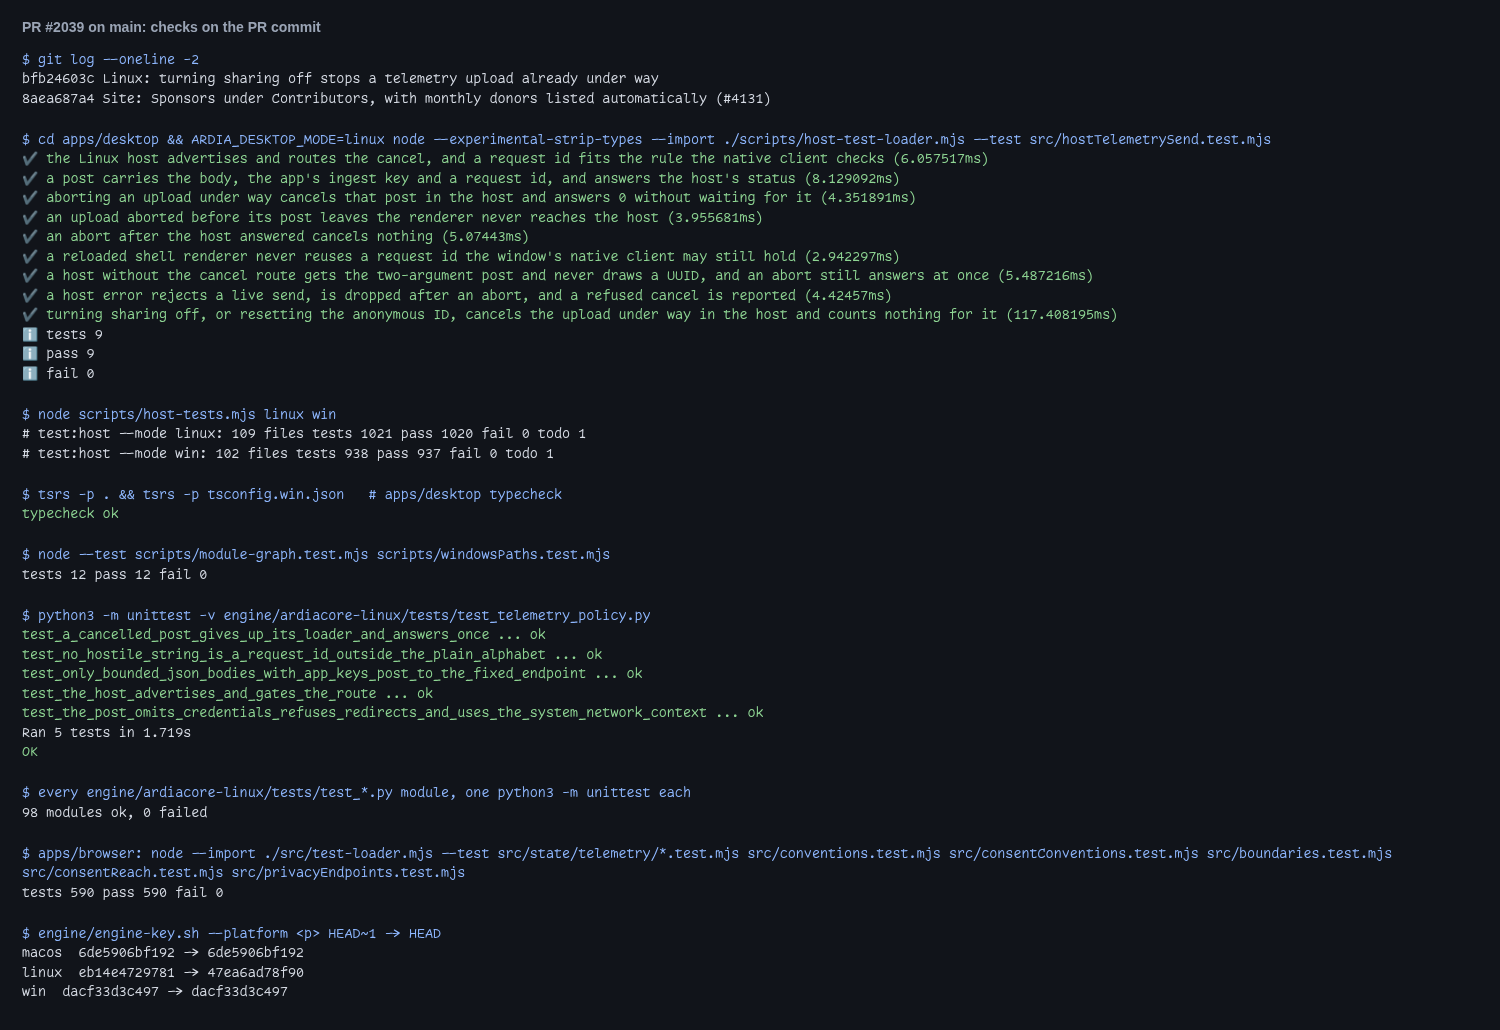 PR #2039 on main: checks on the PR commit
$ git log --oneline -2
bfb24603c Linux: turning sharing off stops a telemetry upload already under way
8aea687a4 Site: Sponsors under Contributors, with monthly donors listed automatically (#4131)
$ cd apps/desktop && ARDIA_DESKTOP_MODE=linux node --experimental-strip-types --import ./scripts/host-test-loader.mjs --test src/hostTelemetrySend.test.mjs
✔ the Linux host advertises and routes the cancel, and a request id fits the rule the native client checks (6.057517ms)
✔ a post carries the body, the app's ingest key and a request id, and answers the host's status (8.129092ms)
✔ aborting an upload under way cancels that post in the host and answers 0 without waiting for it (4.351891ms)
✔ an upload aborted before its post leaves the renderer never reaches the host (3.955681ms)
✔ an abort after the host answered cancels nothing (5.07443ms)
✔ a reloaded shell renderer never reuses a request id the window's native client may still hold (2.942297ms)
✔ a host without the cancel route gets the two-argument post and never draws a UUID, and an abort still answers at once (5.487216ms)
✔ a host error rejects a live send, is dropped after an abort, and a refused cancel is reported (4.42457ms)
✔ turning sharing off, or resetting the anonymous ID, cancels the upload under way in the host and counts nothing for it (117.408195ms)
ℹ tests 9
ℹ pass 9
ℹ fail 0
$ node scripts/host-tests.mjs linux win
# test:host --mode linux: 109 files tests 1021 pass 1020 fail 0 todo 1
# test:host --mode win: 102 files tests 938 pass 937 fail 0 todo 1
$ tsrs -p . && tsrs -p tsconfig.win.json   # apps/desktop typecheck
typecheck ok
$ node --test scripts/module-graph.test.mjs scripts/windowsPaths.test.mjs
tests 12 pass 12 fail 0
$ python3 -m unittest -v engine/ardiacore-linux/tests/test_telemetry_policy.py
test_a_cancelled_post_gives_up_its_loader_and_answers_once ... ok
test_no_hostile_string_is_a_request_id_outside_the_plain_alphabet ... ok
test_only_bounded_json_bodies_with_app_keys_post_to_the_fixed_endpoint ... ok
test_the_host_advertises_and_gates_the_route ... ok
test_the_post_omits_credentials_refuses_redirects_and_uses_the_system_network_context ... ok
Ran 5 tests in 1.719s
OK
$ every engine/ardiacore-linux/tests/test_*.py module, one python3 -m unittest each
98 modules ok, 0 failed
$ apps/browser: node --import ./src/test-loader.mjs --test src/state/telemetry/*.test.mjs src/conventions.test.mjs src/consentConventions.test.mjs src/boundaries.test.mjs
src/consentReach.test.mjs src/privacyEndpoints.test.mjs
tests 590 pass 590 fail 0
$ engine/engine-key.sh --platform <p> HEAD~1 -> HEAD
macos  6de5906bf192 -> 6de5906bf192
linux  eb14e4729781 -> 47ea6ad78f90
win  dacf33d3c497 -> dacf33d3c497